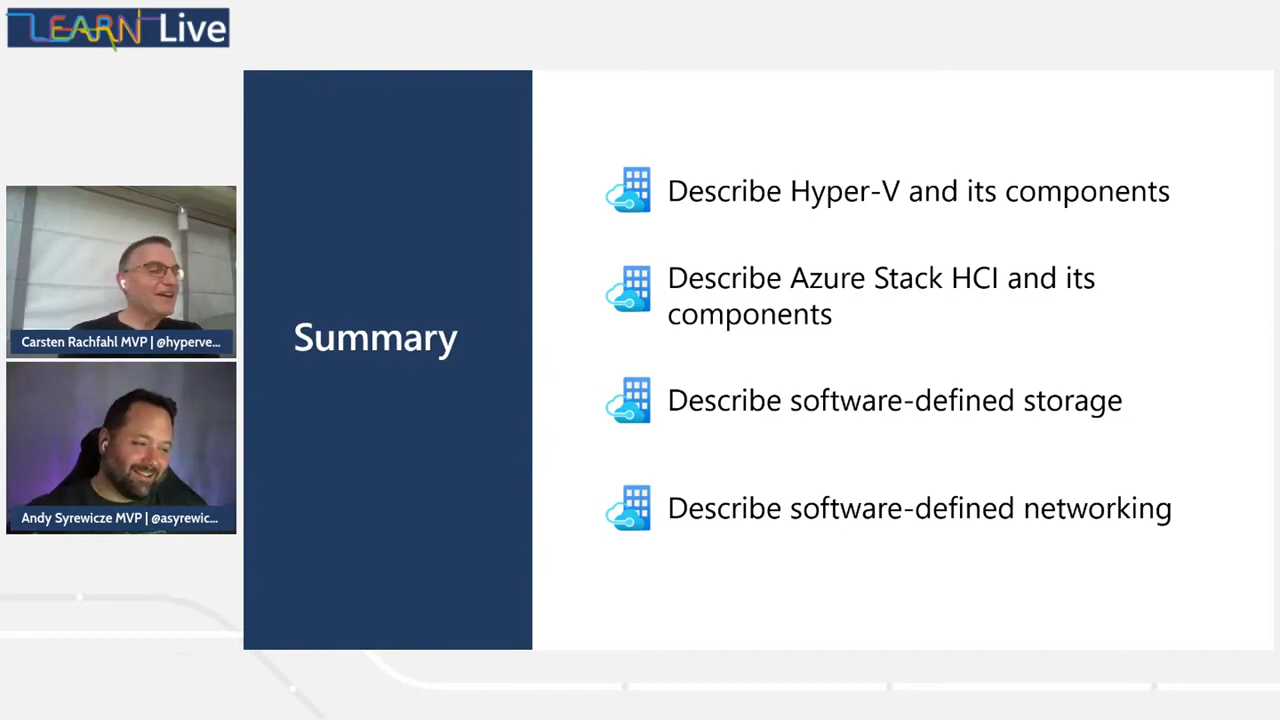 LEARN Live
Carsten Rachfahl MVP | @hyperve...
Andy Syrewicze MVP | @asyrewic...
Summary
Describe Hyper-V and its components
Describe Azure Stack HCI and its
components
Describe software-defined storage
Describe software-defined networking